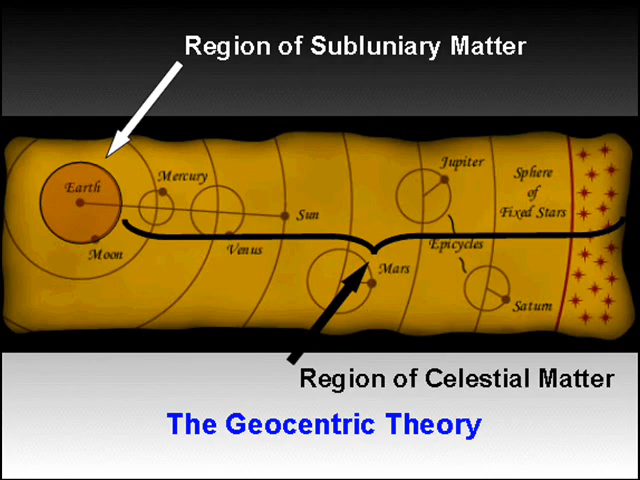 Region of Subluniary Matter
Earth
Moon
Mercury
Venus
Sun
Mars
Jupiter
Epicycles
Saturn
Sphere
of
Fixed Stars
Region of Celestial Matter
The Geocentric Theory